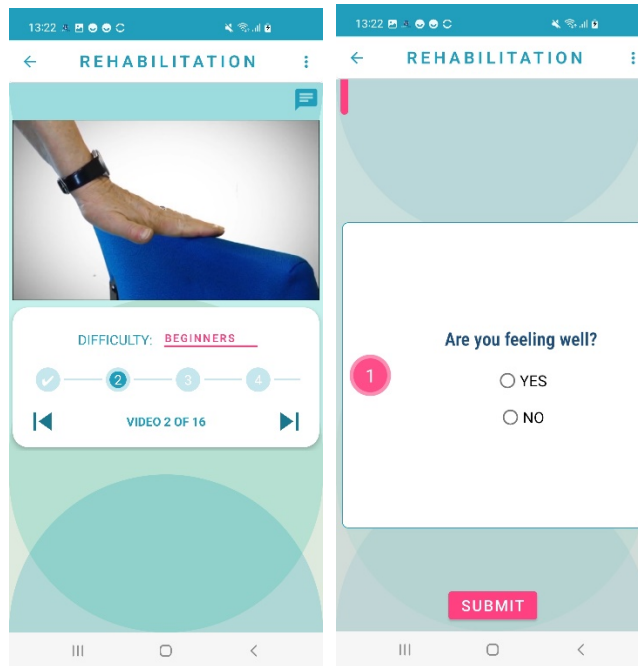 13:22
REHABILITATION
DIFFICULTY: BEGINNERS
2 3 4
VIDEO 2 OF 16
13:22
REHABILITATION
Are you feeling well?
1
YES
NO
SUBMIT